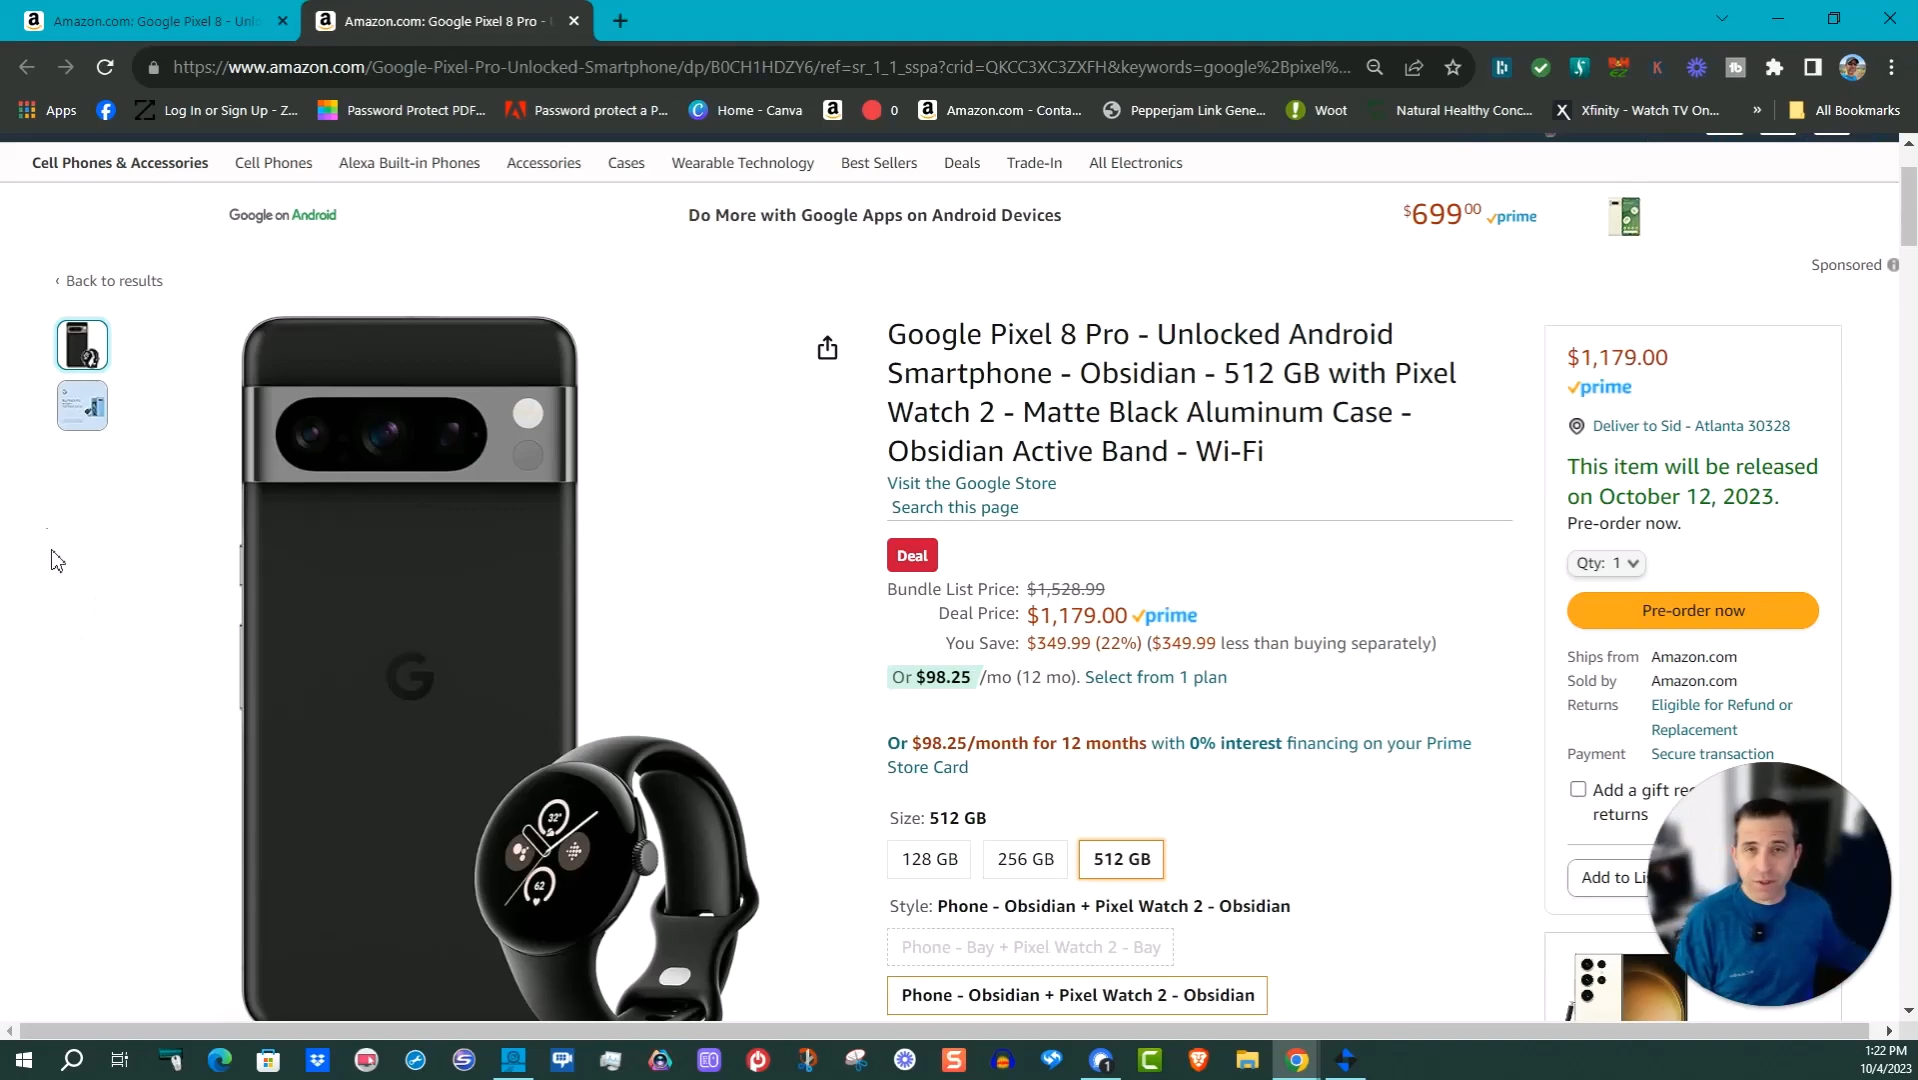 Amazon.com: Google Pixel 8 - Unlo
Amazon.com: Google Pixel 8 Pro -
https://www.amazon.com/Google-Pixel-Pro-Unlocked-Smartphone/dp/B0CH1HDZY6/ref=sr_1_1_sspa?crid=QKCC3XC3ZXFH&keywords=google%2Bpixel%...
Apps
Log In or Sign Up - Z...
Password Protect PDF...
Password protect a P...
Home - Canva
0
Amazon.com - Conta...
Pepperjam Link Gene...
Woot
Natural Healthy Conc...
Xfinity - Watch TV On...
»
All Bookmarks
Cell Phones & Accessories
Cell Phones
Alexa Built-in Phones
Accessories
Cases
Wearable Technology
Best Sellers
Deals
Trade-In
All Electronics
Google on Android
Do More with Google Apps on Android Devices
$699.00 prime
Sponsored
‹ Back to results
Google Pixel 8 Pro - Unlocked Android
Smartphone - Obsidian - 512 GB with Pixel
Watch 2 - Matte Black Aluminum Case -
Obsidian Active Band - Wi-Fi
Visit the Google Store
Search this page
Deal
Bundle List Price: $1,528.99
Deal Price: $1,179.00 prime
You Save: $349.99 (22%) ($349.99 less than buying separately)
Or $98.25 /mo (12 mo). Select from 1 plan
Or $98.25/month for 12 months with 0% interest financing on your Prime
Store Card
Size: 512 GB
128 GB
256 GB
512 GB
Style: Phone - Obsidian + Pixel Watch 2 - Obsidian
Phone - Bay + Pixel Watch 2 - Bay
Phone - Obsidian + Pixel Watch 2 - Obsidian
32°
62
G
$1,179.00
prime
Deliver to Sid - Atlanta 30328
This item will be released
on October 12, 2023.
Pre-order now.
Qty: 1
Pre-order now
Ships from Amazon.com
Sold by Amazon.com
Returns Eligible for Refund or
Replacement
Payment Secure transaction
Add a gift rec
returns
Add to Li
1:22 PM
10/4/2023